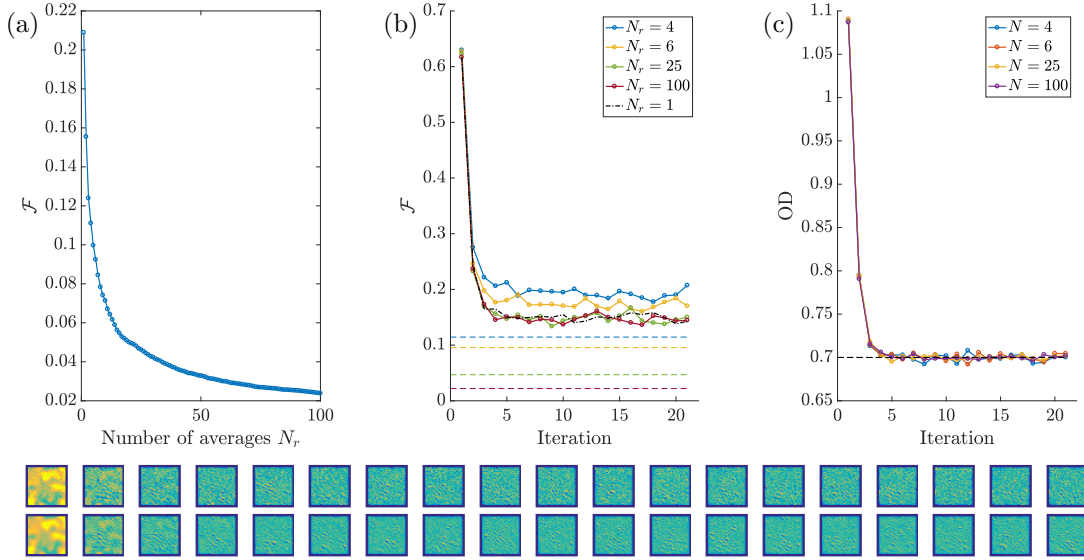 (a)
0.22
0.2
0.18
0.16
0.14
0.12
0.1
0.08
0.06
0.04
0.02
ℱ
0
50
100
Number of averages N_r
(b)
0.7
0.6
0.5
0.4
0.3
0.2
0.1
0
ℱ
N_r = 4
N_r = 6
N_r = 25
N_r = 100
N_r = 1
0
5
10
15
20
Iteration
(c)
1.1
1.05
1
0.95
0.9
0.85
0.8
0.75
0.7
0.65
OD
N = 4
N = 6
N = 25
N = 100
0
5
10
15
20
Iteration